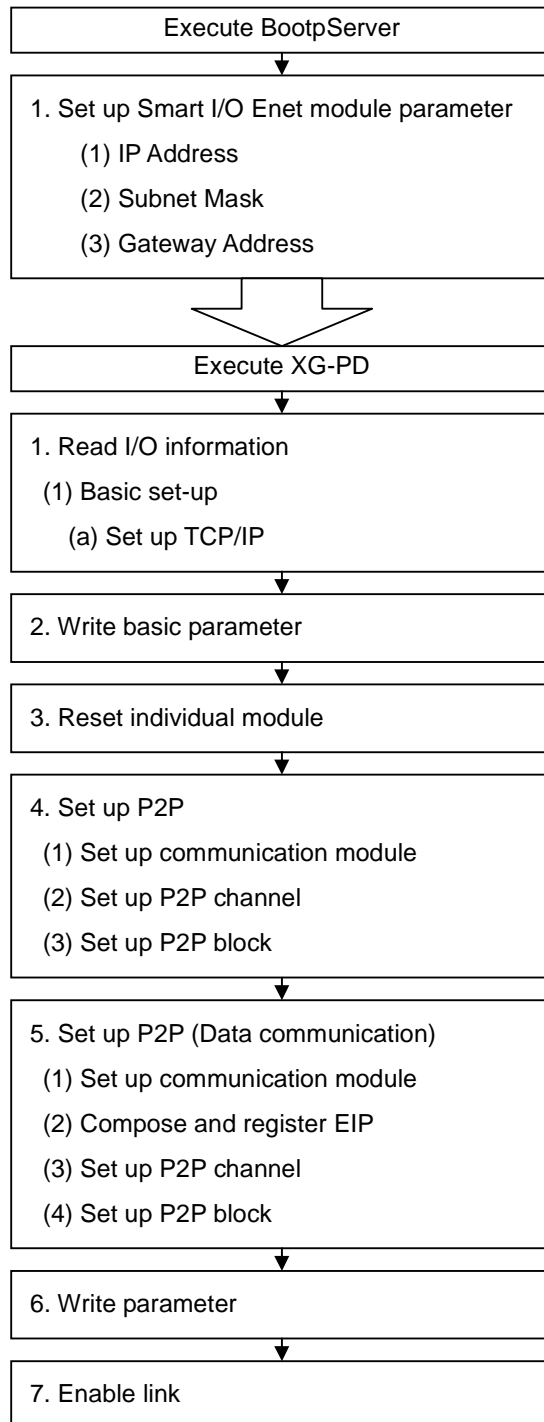 Execute BootpServer
1. Set up Smart I/O Enet module parameter
(1) IP Address
(2) Subnet Mask
(3) Gateway Address
Execute XG-PD
1. Read I/O information
(1) Basic set-up
(a) Set up TCP/IP
2. Write basic parameter
3. Reset individual module
4. Set up P2P
(1) Set up communication module
(2) Set up P2P channel
(3) Set up P2P block
5. Set up P2P (Data communication)
(1) Set up communication module
(2) Compose and register EIP
(3) Set up P2P channel
(4) Set up P2P block
6. Write parameter
7. Enable link